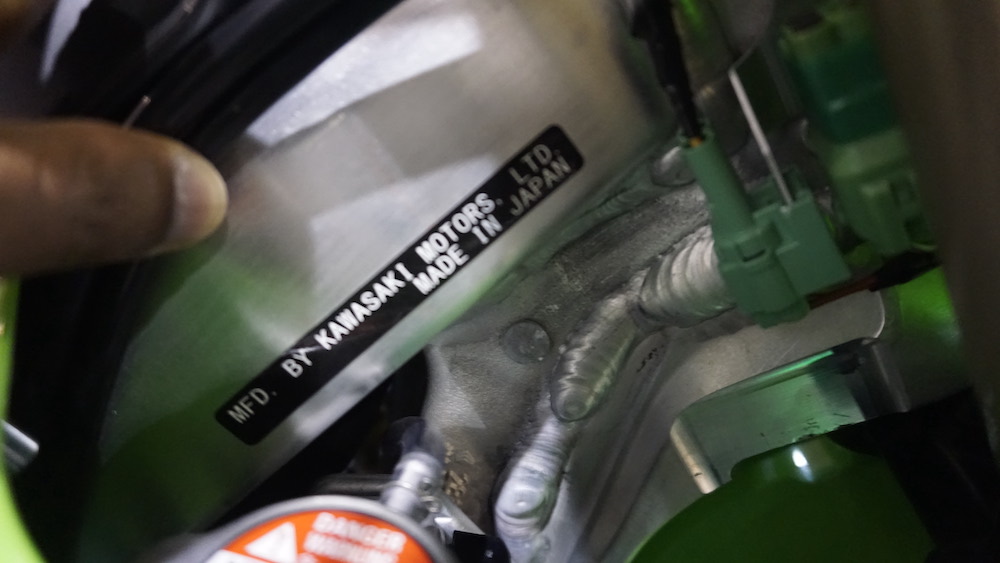 MFD. BY KAWASAKI MOTORS, LTD.
MADE IN JAPAN
DANGER